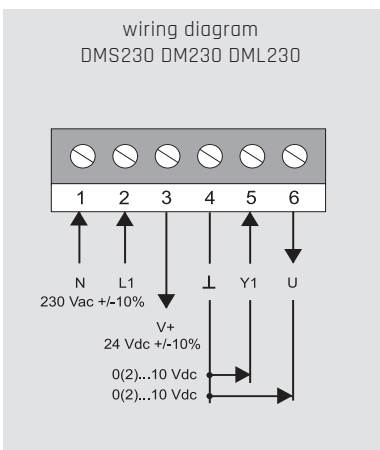 wiring diagram
DMS230 DM230 DML230
1 2 3 4 5 6
N L1 ⊥ Y1 U
230 Vac +/-10%
V+
24 Vdc +/-10%
0(2)...10 Vdc
0(2)...10 Vdc